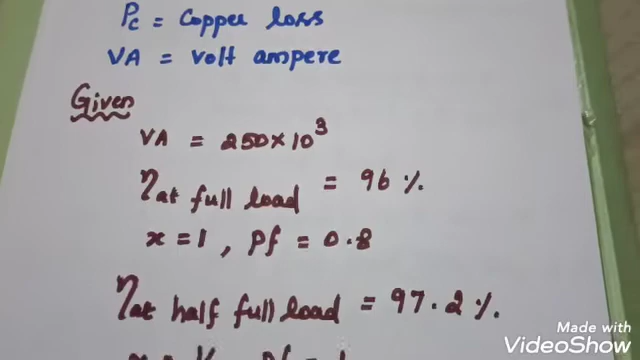 Pc = Copper loss
VA = volt ampere
Given
VA = 250×10³
η at full load = 96 %.
x = 1, pf = 0.8
η at half full load = 97.2 %.
Made with
VideoShow